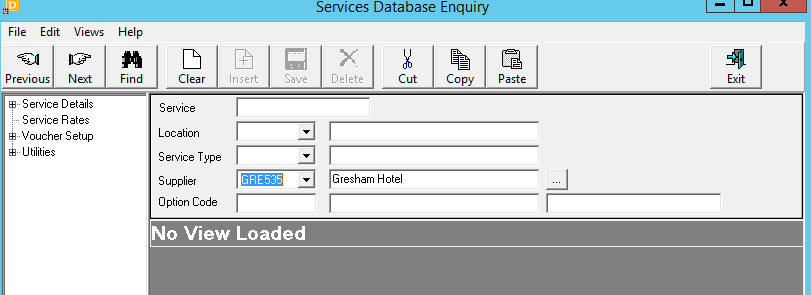 Services Database Enquiry
File Edit Views Help
Previous Next Find Clear Insert Save Delete Cut Copy Paste Exit
Service Details
Service Rates
Voucher Setup
Utilities
Service
Location
Service Type
Supplier GRE535 Gresham Hotel ...
Option Code
No View Loaded